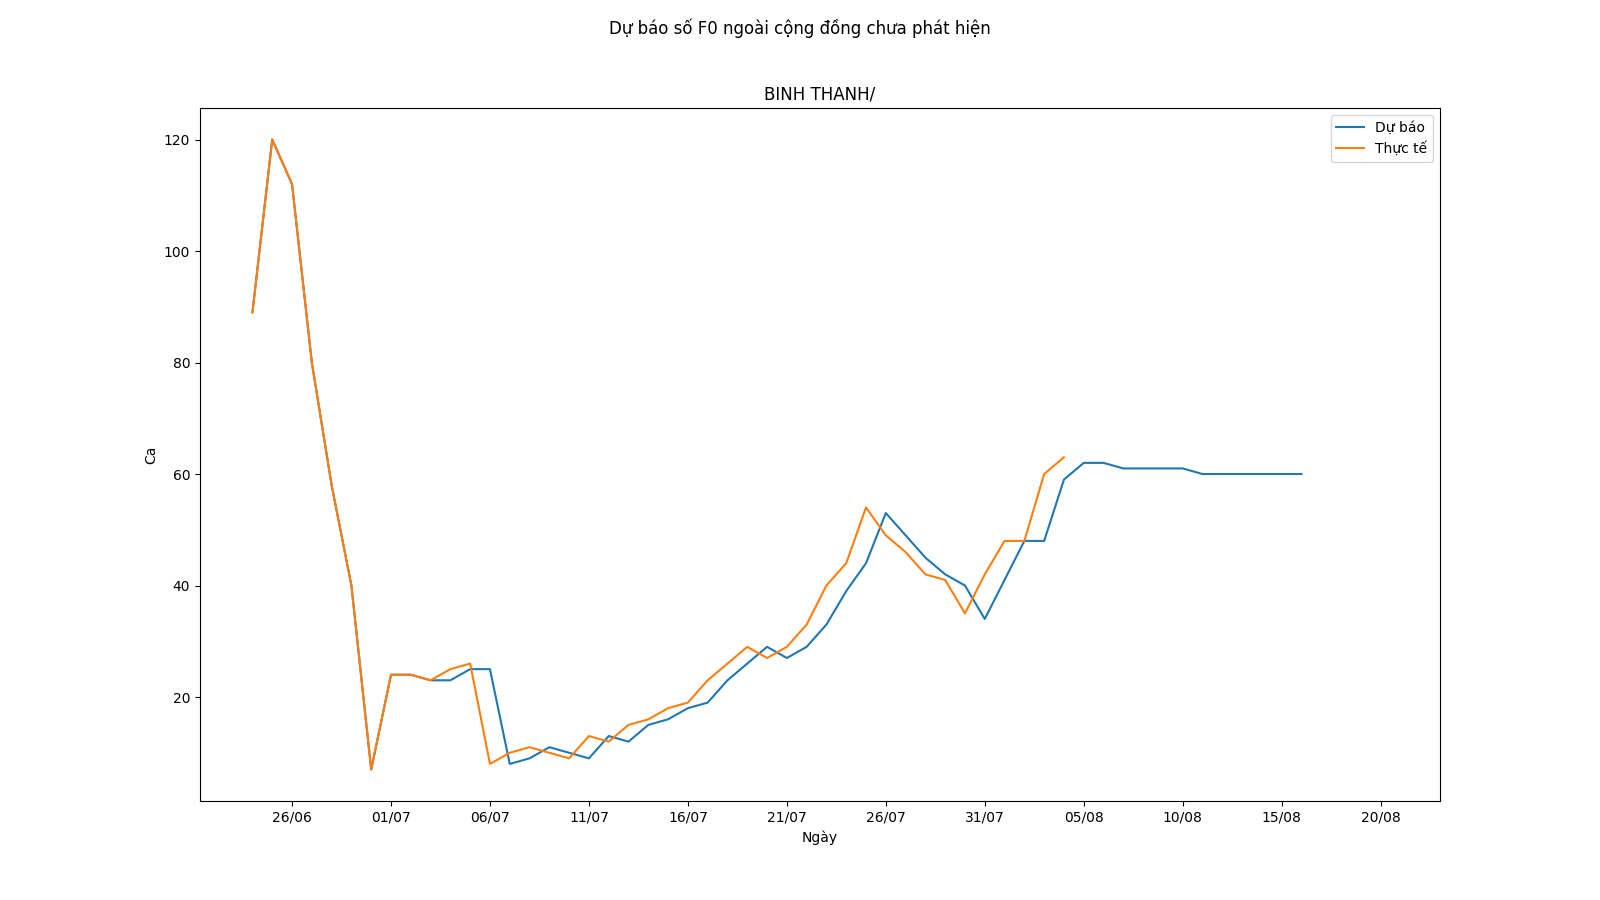 Dự báo số F0 ngoài cộng đồng chưa phát hiện
BINH THANH/
Dự báo
Thực tế
120
100
80
60
40
20
Ca
26/06 01/07 06/07 11/07 16/07 21/07 26/07 31/07 05/08 10/08 15/08 20/08
Ngày